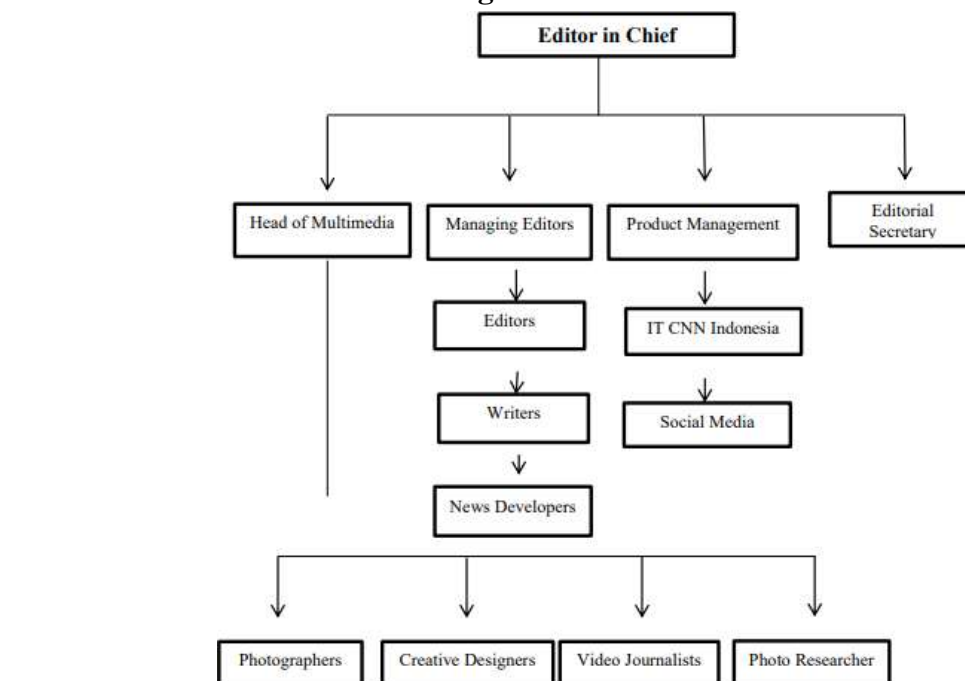 Editor in Chief
Head of Multimedia
Managing Editors
Product Management
Editorial
Secretary
Editors
IT CNN Indonesia
Writers
Social Media
News Developers
Photographers
Creative Designers
Video Journalists
Photo Researcher